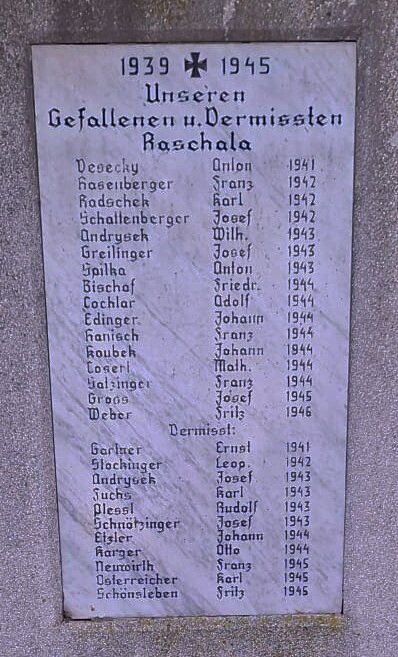 1939 ✠ 1945
Unseren
Gefallenen u. Vermissten
Raschala
Desecky Anton 1941
Hasenberger Franz 1942
Radschek Karl 1942
Schattenberger Josef 1942
Andrysek Wilh. 1943
Greilinger Josef 1943
Spilka Anton 1943
Bischof Friedr. 1944
Cochlar Adolf 1944
Edinger Johann 1944
Hanisch Franz 1944
Koubek Johann 1944
Coserl Math. 1944
Salzinger Franz 1944
Gross Josef 1945
Weber Fritz 1946
Vermisst:
Gartner Ernst 1941
Stockinger Leop. 1942
Andrysek Josef 1943
Fuchs Karl 1943
Plessl Rudolf 1943
Schnötzinger Josef 1943
Etzler Johann 1944
Karger Otto 1944
Neuwirth Franz 1945
Österreicher Karl 1945
Schönsleben Fritz 1945